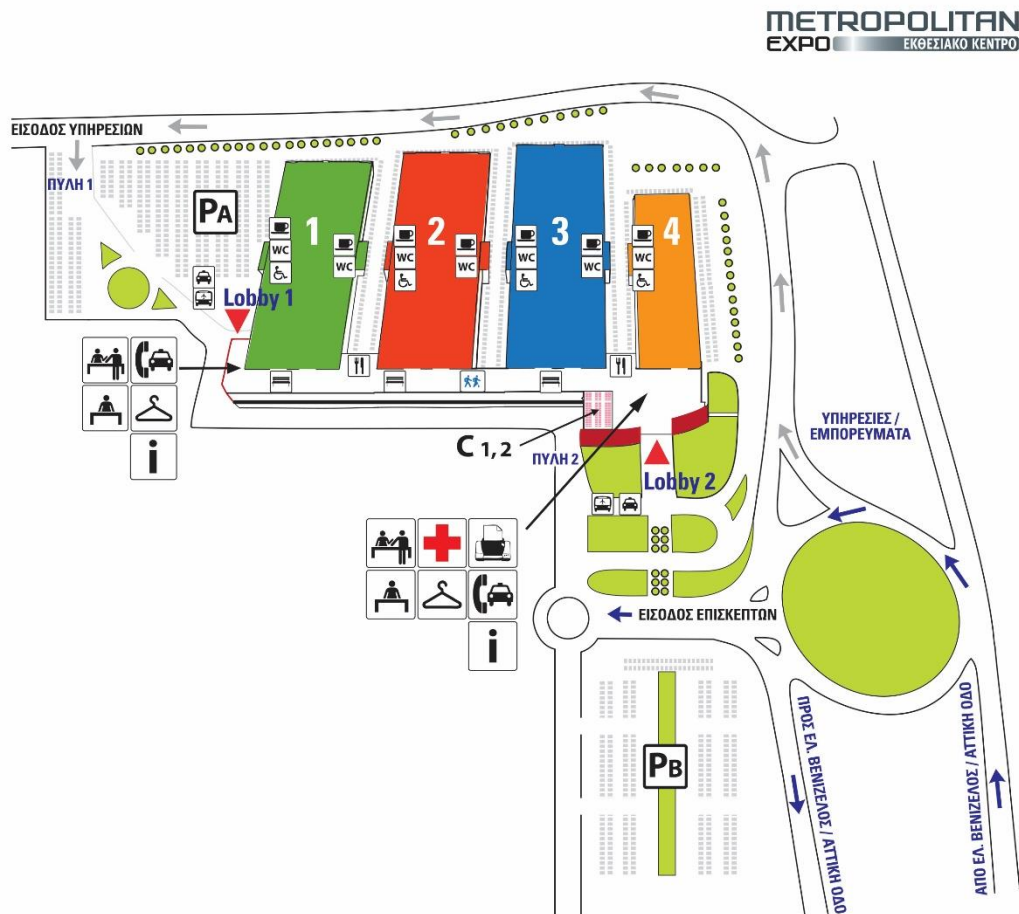 METROPOLITAN
EXPO ΕΚΘΕΣΙΑΚΟ ΚΕΝΤΡΟ
ΕΙΣΟΔΟΣ ΥΠΗΡΕΣΙΩΝ
ΠΥΛΗ 1
PA
1
2
3
4
WC
WC
WC
WC
WC
WC
WC
Lobby 1
i
C 1, 2
ΠΥΛΗ 2
Lobby 2
ΥΠΗΡΕΣΙΕΣ /
ΕΜΠΟΡΕΥΜΑΤΑ
i
ΕΙΣΟΔΟΣ ΕΠΙΣΚΕΠΤΩΝ
PB
ΠΡΟΣ ΕΛ. ΒΕΝΙΖΕΛΟΣ / ΑΤΤΙΚΗ ΟΔΟ
ΑΠΟ ΕΛ. ΒΕΝΙΖΕΛΟΣ / ΑΤΤΙΚΗ ΟΔΟ